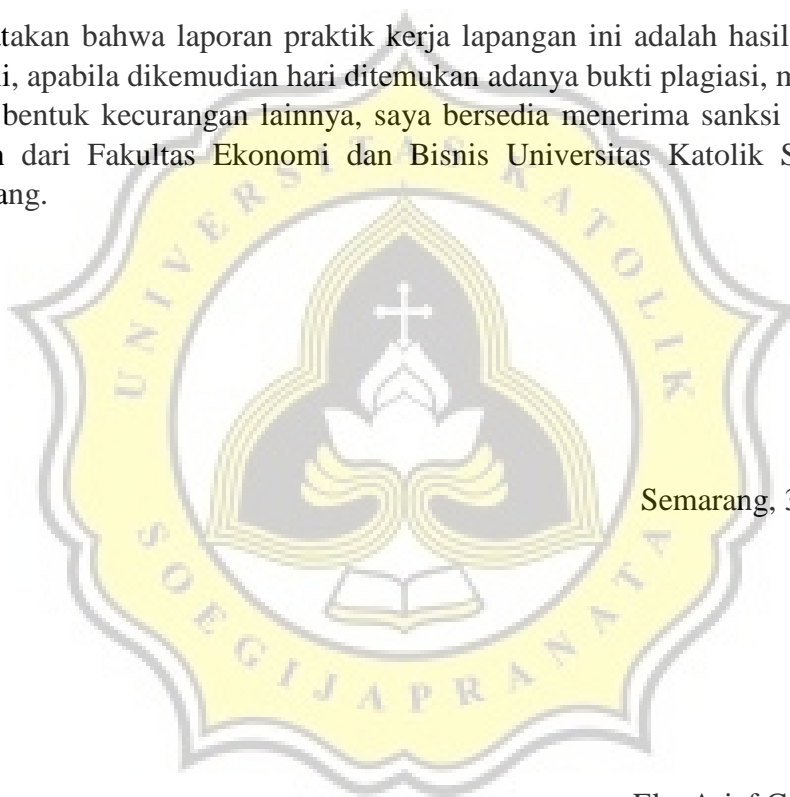 takan bahwa laporan praktik kerja lapangan ini adalah hasil
i, apabila dikemudian hari ditemukan adanya bukti plagiasi, m
bentuk kecurangan lainnya, saya bersedia menerima sanksi
dari Fakultas Ekonomi dan Bisnis Universitas Katolik S
ang.
UNIVERSITAS KATOLIK
SOEGIJAPRANATA
Semarang, 3